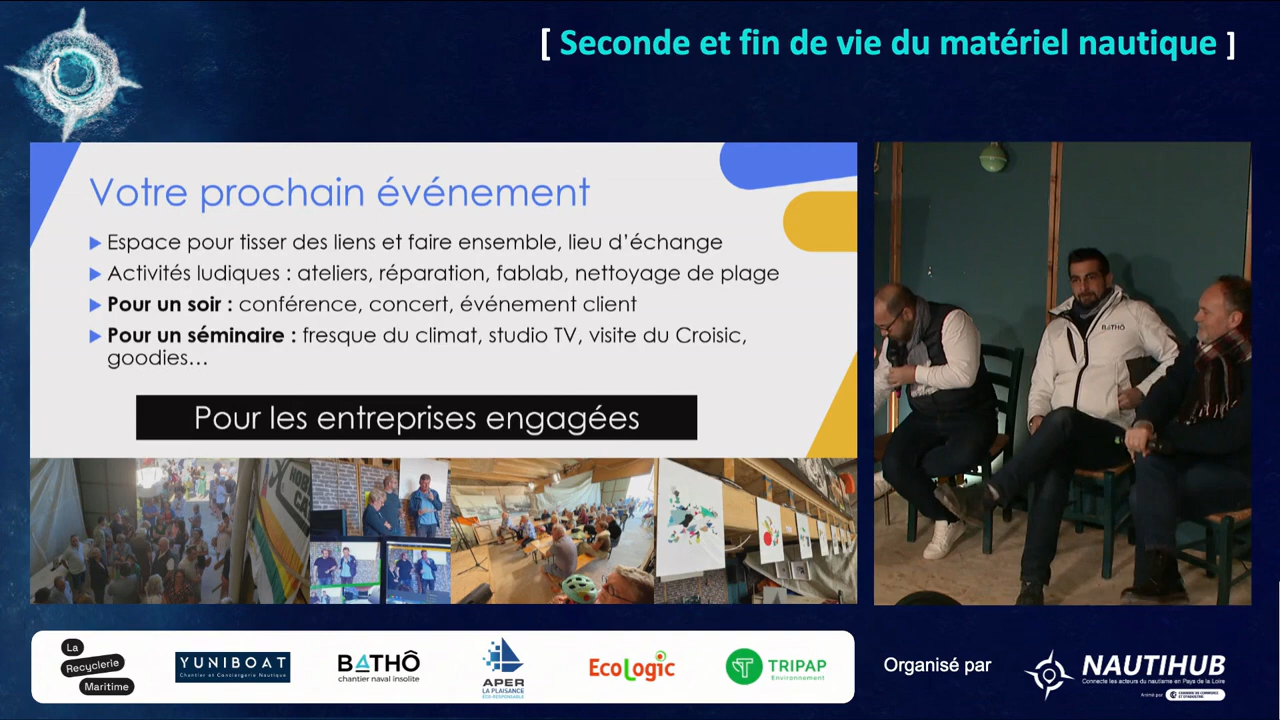 [ Seconde et fin de vie du matériel nautique ]
Votre prochain événement
Espace pour tisser des liens et faire ensemble, lieu d'échange
Activités ludiques : ateliers, réparation, fablab, nettoyage de plage
Pour un soir : conférence, concert, événement client
Pour un séminaire : fresque du climat, studio TV, visite du Croisic,
goodies…
Pour les entreprises engagées
BATHÔ
La
Recyclerie
Maritime
YUNIBOAT
Chantier et Conciergerie Nautique
BATHÔ
chantier naval insolite
APER
LA PLAISANCE
ÉCO-RESPONSABLE
EcoLogic
TRIPAP
Environnement
Organisé par
NAUTIHUB
Connecte les acteurs du nautisme en Pays de la Loire
Animé par